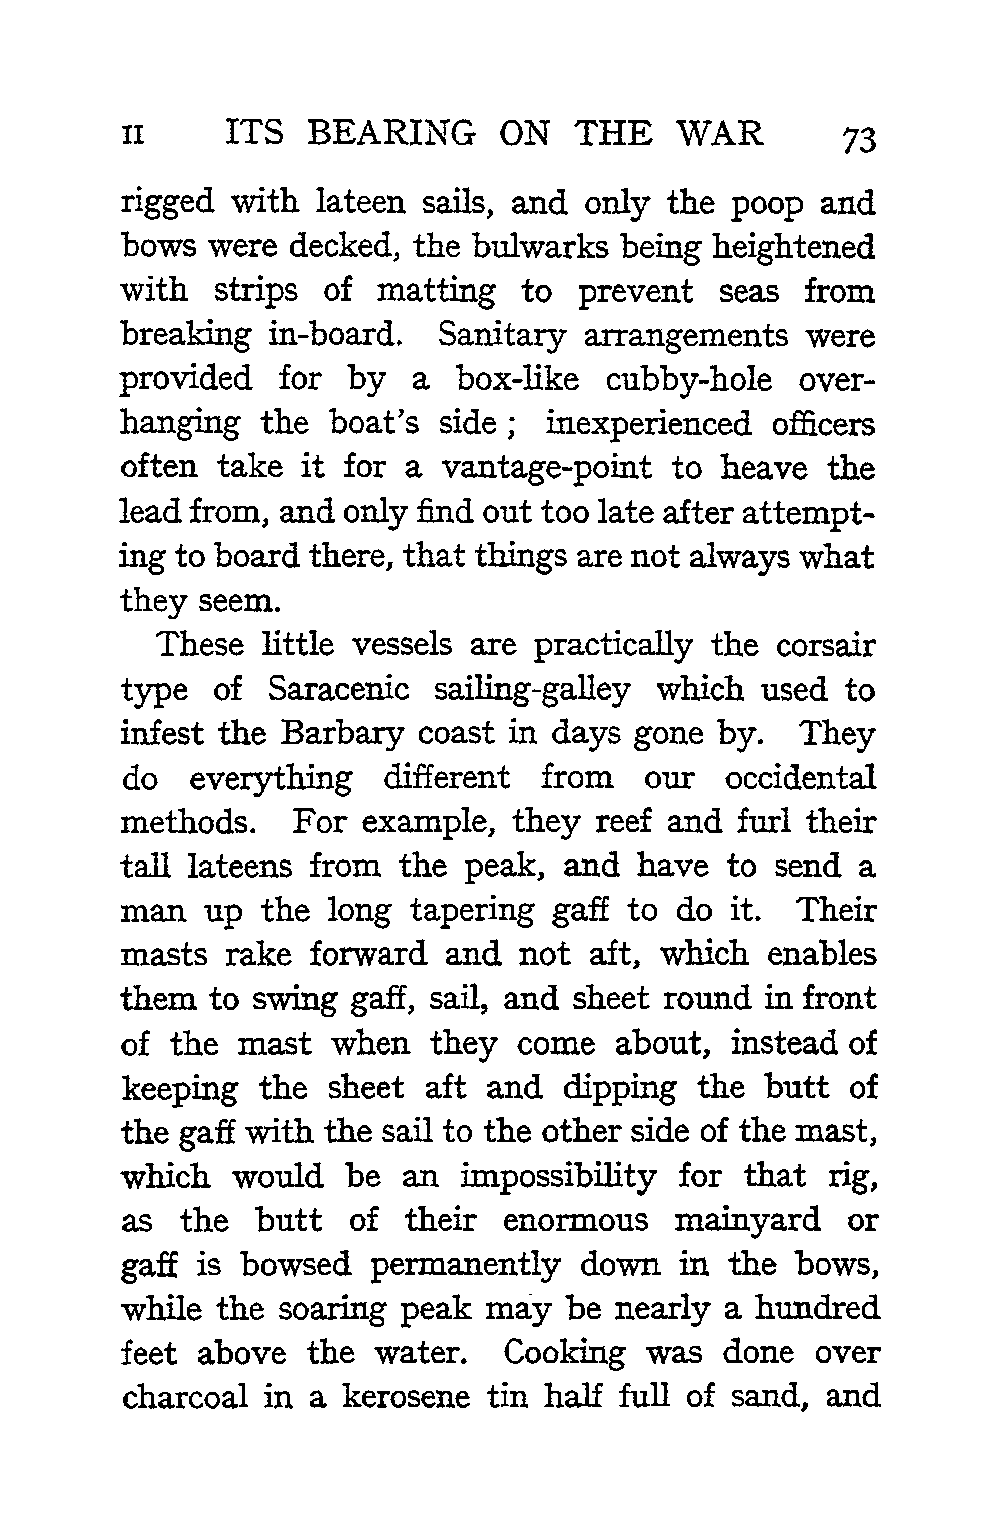 II ITS BEARING ON THE WAR 73
rigged with lateen sails, and only the poop and
bows were decked, the bulwarks being heightened
with strips of matting to prevent seas from
breaking in-board. Sanitary arrangements were
provided for by a box-like cubby-hole over-
hanging the boat's side ; inexperienced officers
often take it for a vantage-point to heave the
lead from, and only find out too late after attempt-
ing to board there, that things are not always what
they seem.
These little vessels are practically the corsair
type of Saracenic sailing-galley which used to
infest the Barbary coast in days gone by. They
do everything different from our occidental
methods. For example, they reef and furl their
tall lateens from the peak, and have to send a
man up the long tapering gaff to do it. Their
masts rake forward and not aft, which enables
them to swing gaff, sail, and sheet round in front
of the mast when they come about, instead of
keeping the sheet aft and dipping the butt of
the gaff with the sail to the other side of the mast,
which would be an impossibility for that rig,
as the butt of their enormous mainyard or
gaff is bowsed permanently down in the bows,
while the soaring peak may be nearly a hundred
feet above the water. Cooking was done over
charcoal in a kerosene tin half full of sand, and